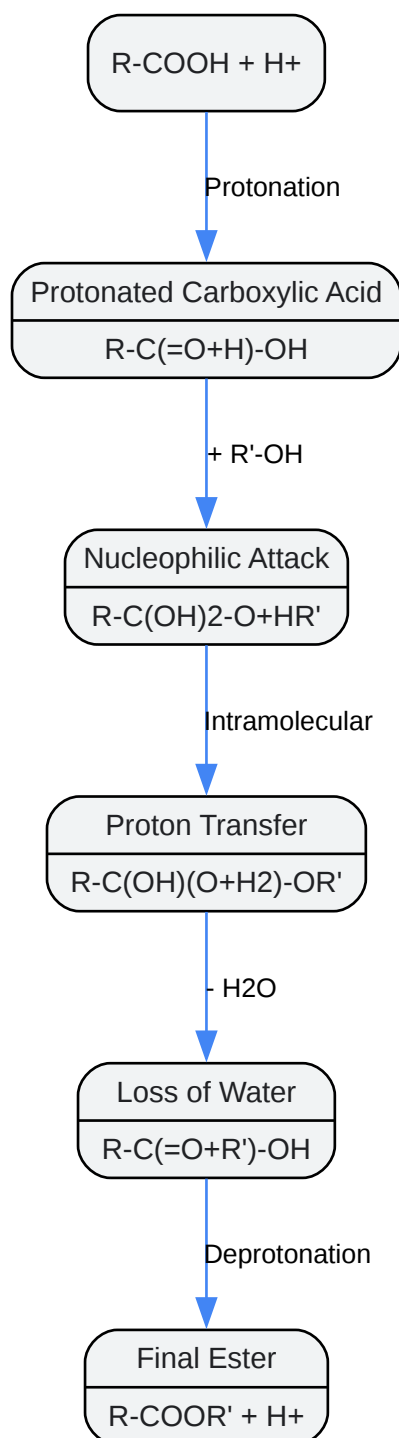 R-COOH + H+
Protonation
Protonated Carboxylic Acid
R-C(=O+H)-OH
+ R'-OH
Nucleophilic Attack
R-C(OH)2-O+HR'
Intramolecular
Proton Transfer
R-C(OH)(O+H2)-OR'
- H2O
Loss of Water
R-C(=O+R')-OH
Deprotonation
Final Ester
R-COOR' + H+